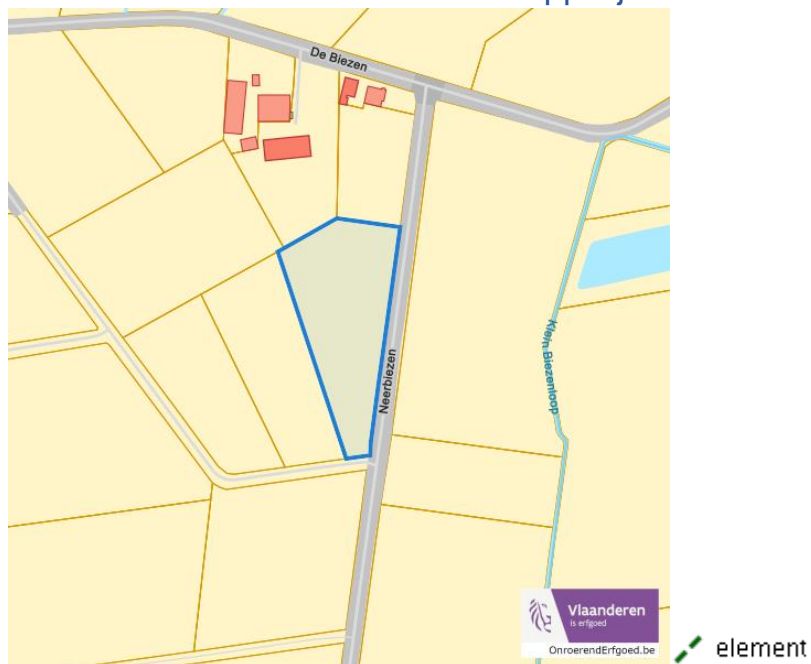 De Biezen
Neerbiezen
Klein Biezenloop
Vlaanderen
is erfgoed
OnroerendErfgoed.be
element